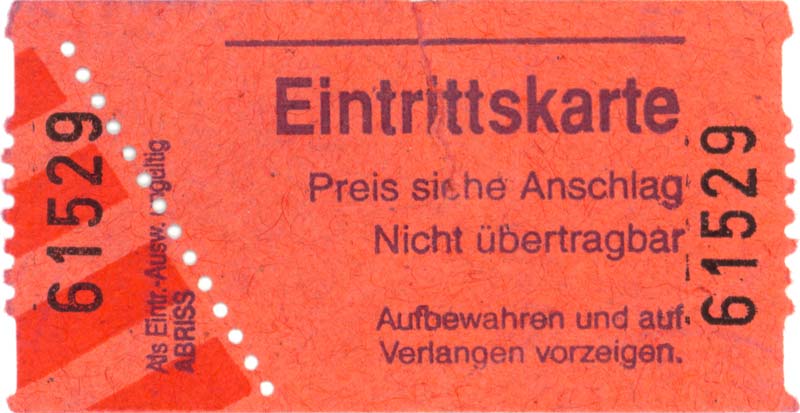 61529
Als Eintr.-Ausw. ungültig
ABRISS
Eintrittskarte
Preis siehe Anschlag
Nicht übertragbar
Aufbewahren und auf
Verlangen vorzeigen.
61529